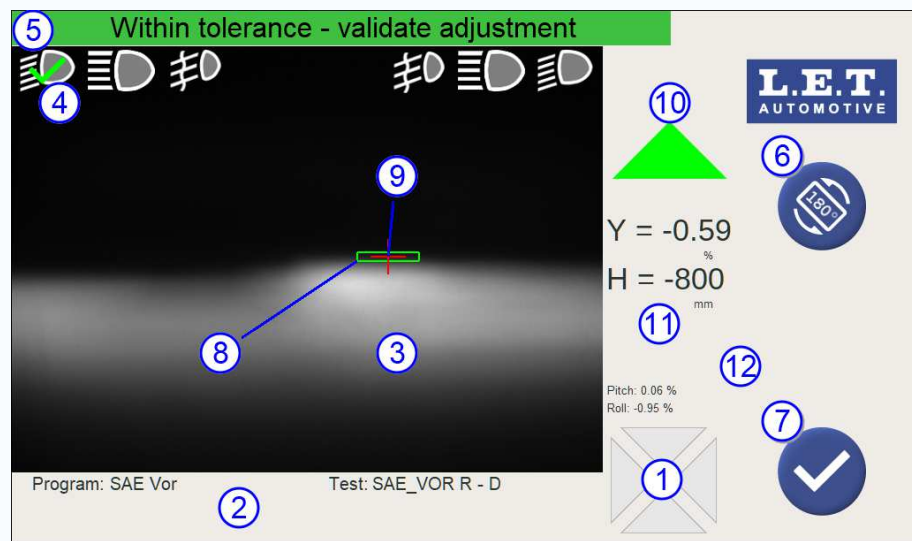 Within tolerance - validate adjustment
5
4
10
L.E.T.
AUTOMOTIVE
6
180°
9
Y = -0.59
%
H = -800
mm
8
3
11
12
Pitch: 0.06 %
Roll: -0.95 %
7
1
Program: SAE Vor
Test: SAE_VOR R - D
2